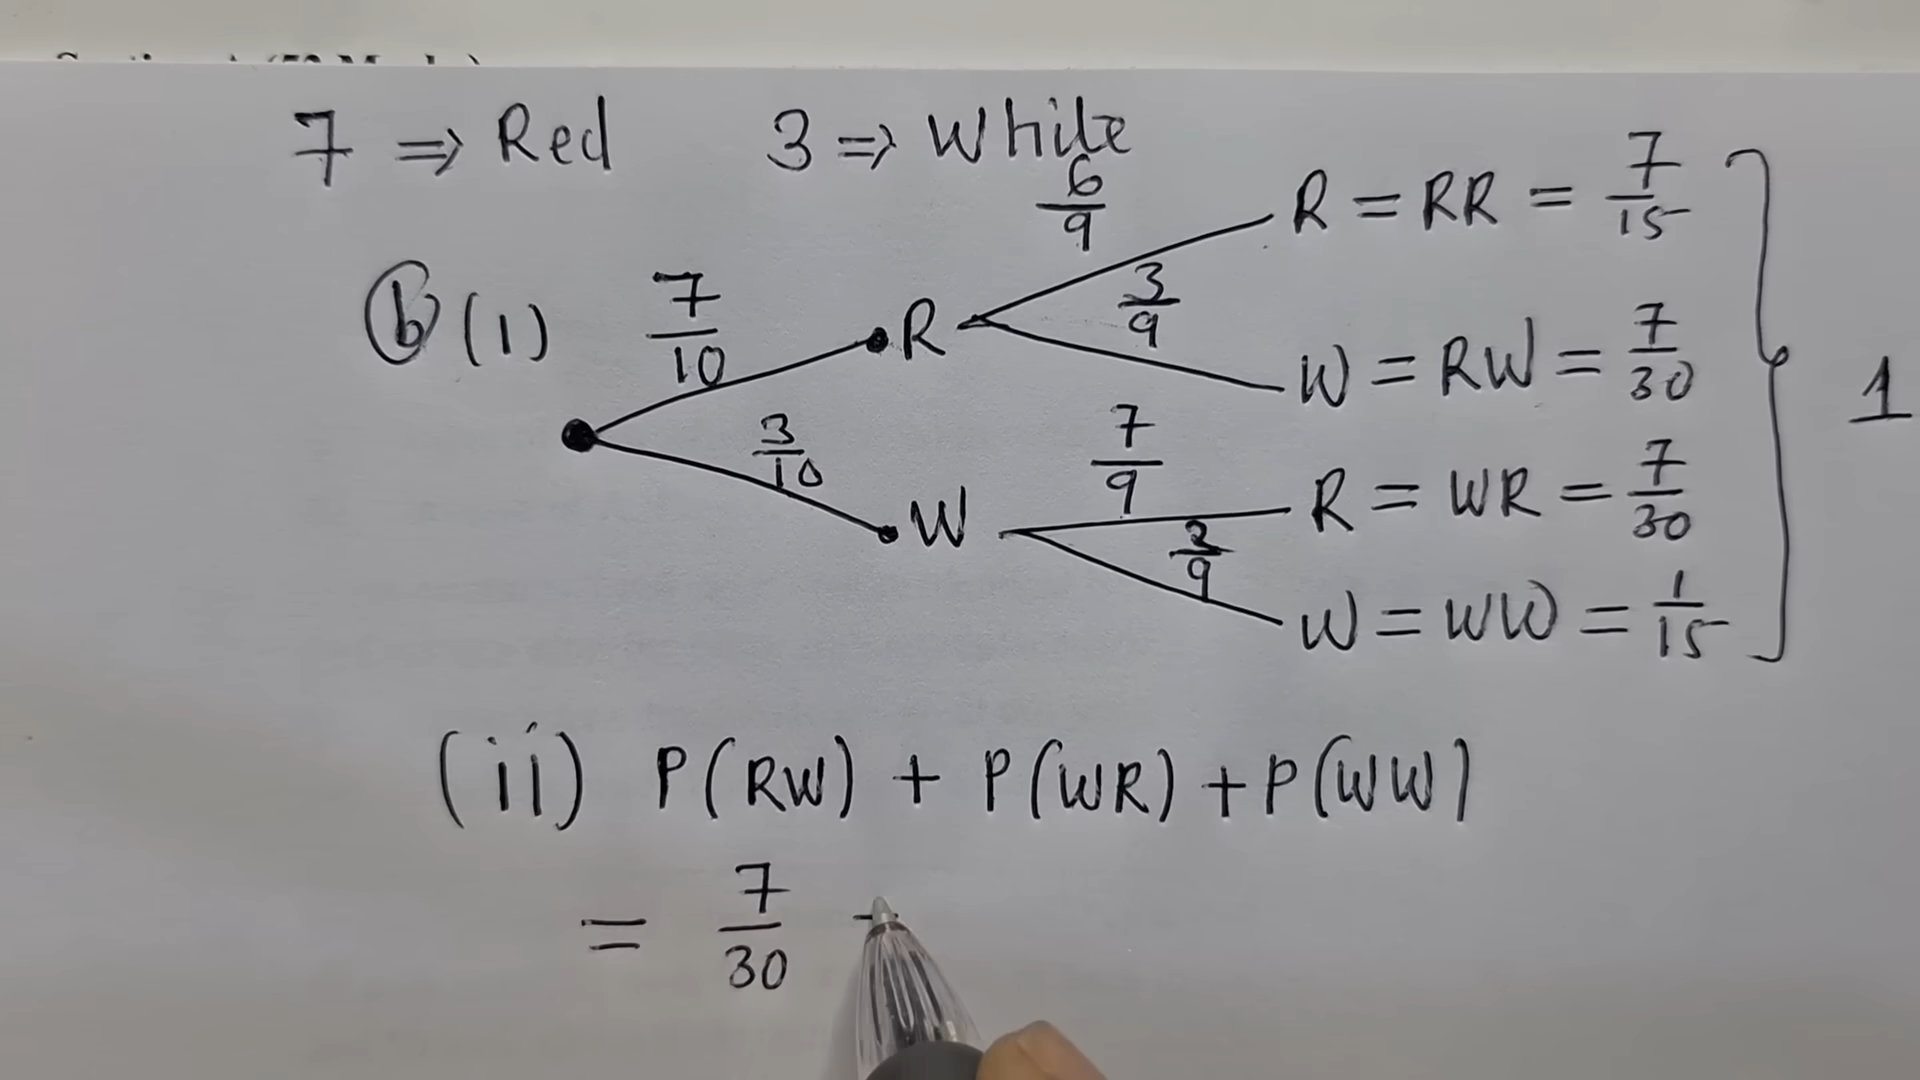 7 ⇒ Red 3 ⇒ White
6/9 R = RR = 7/15
(b) (1) 7/10 R 3/9 W = RW = 7/30
1
3/10 W 7/9 R = WR = 7/30
2/9 W = WW = 1/15
(ii) P(RW) + P(WR) + P(WW)
= 7/30